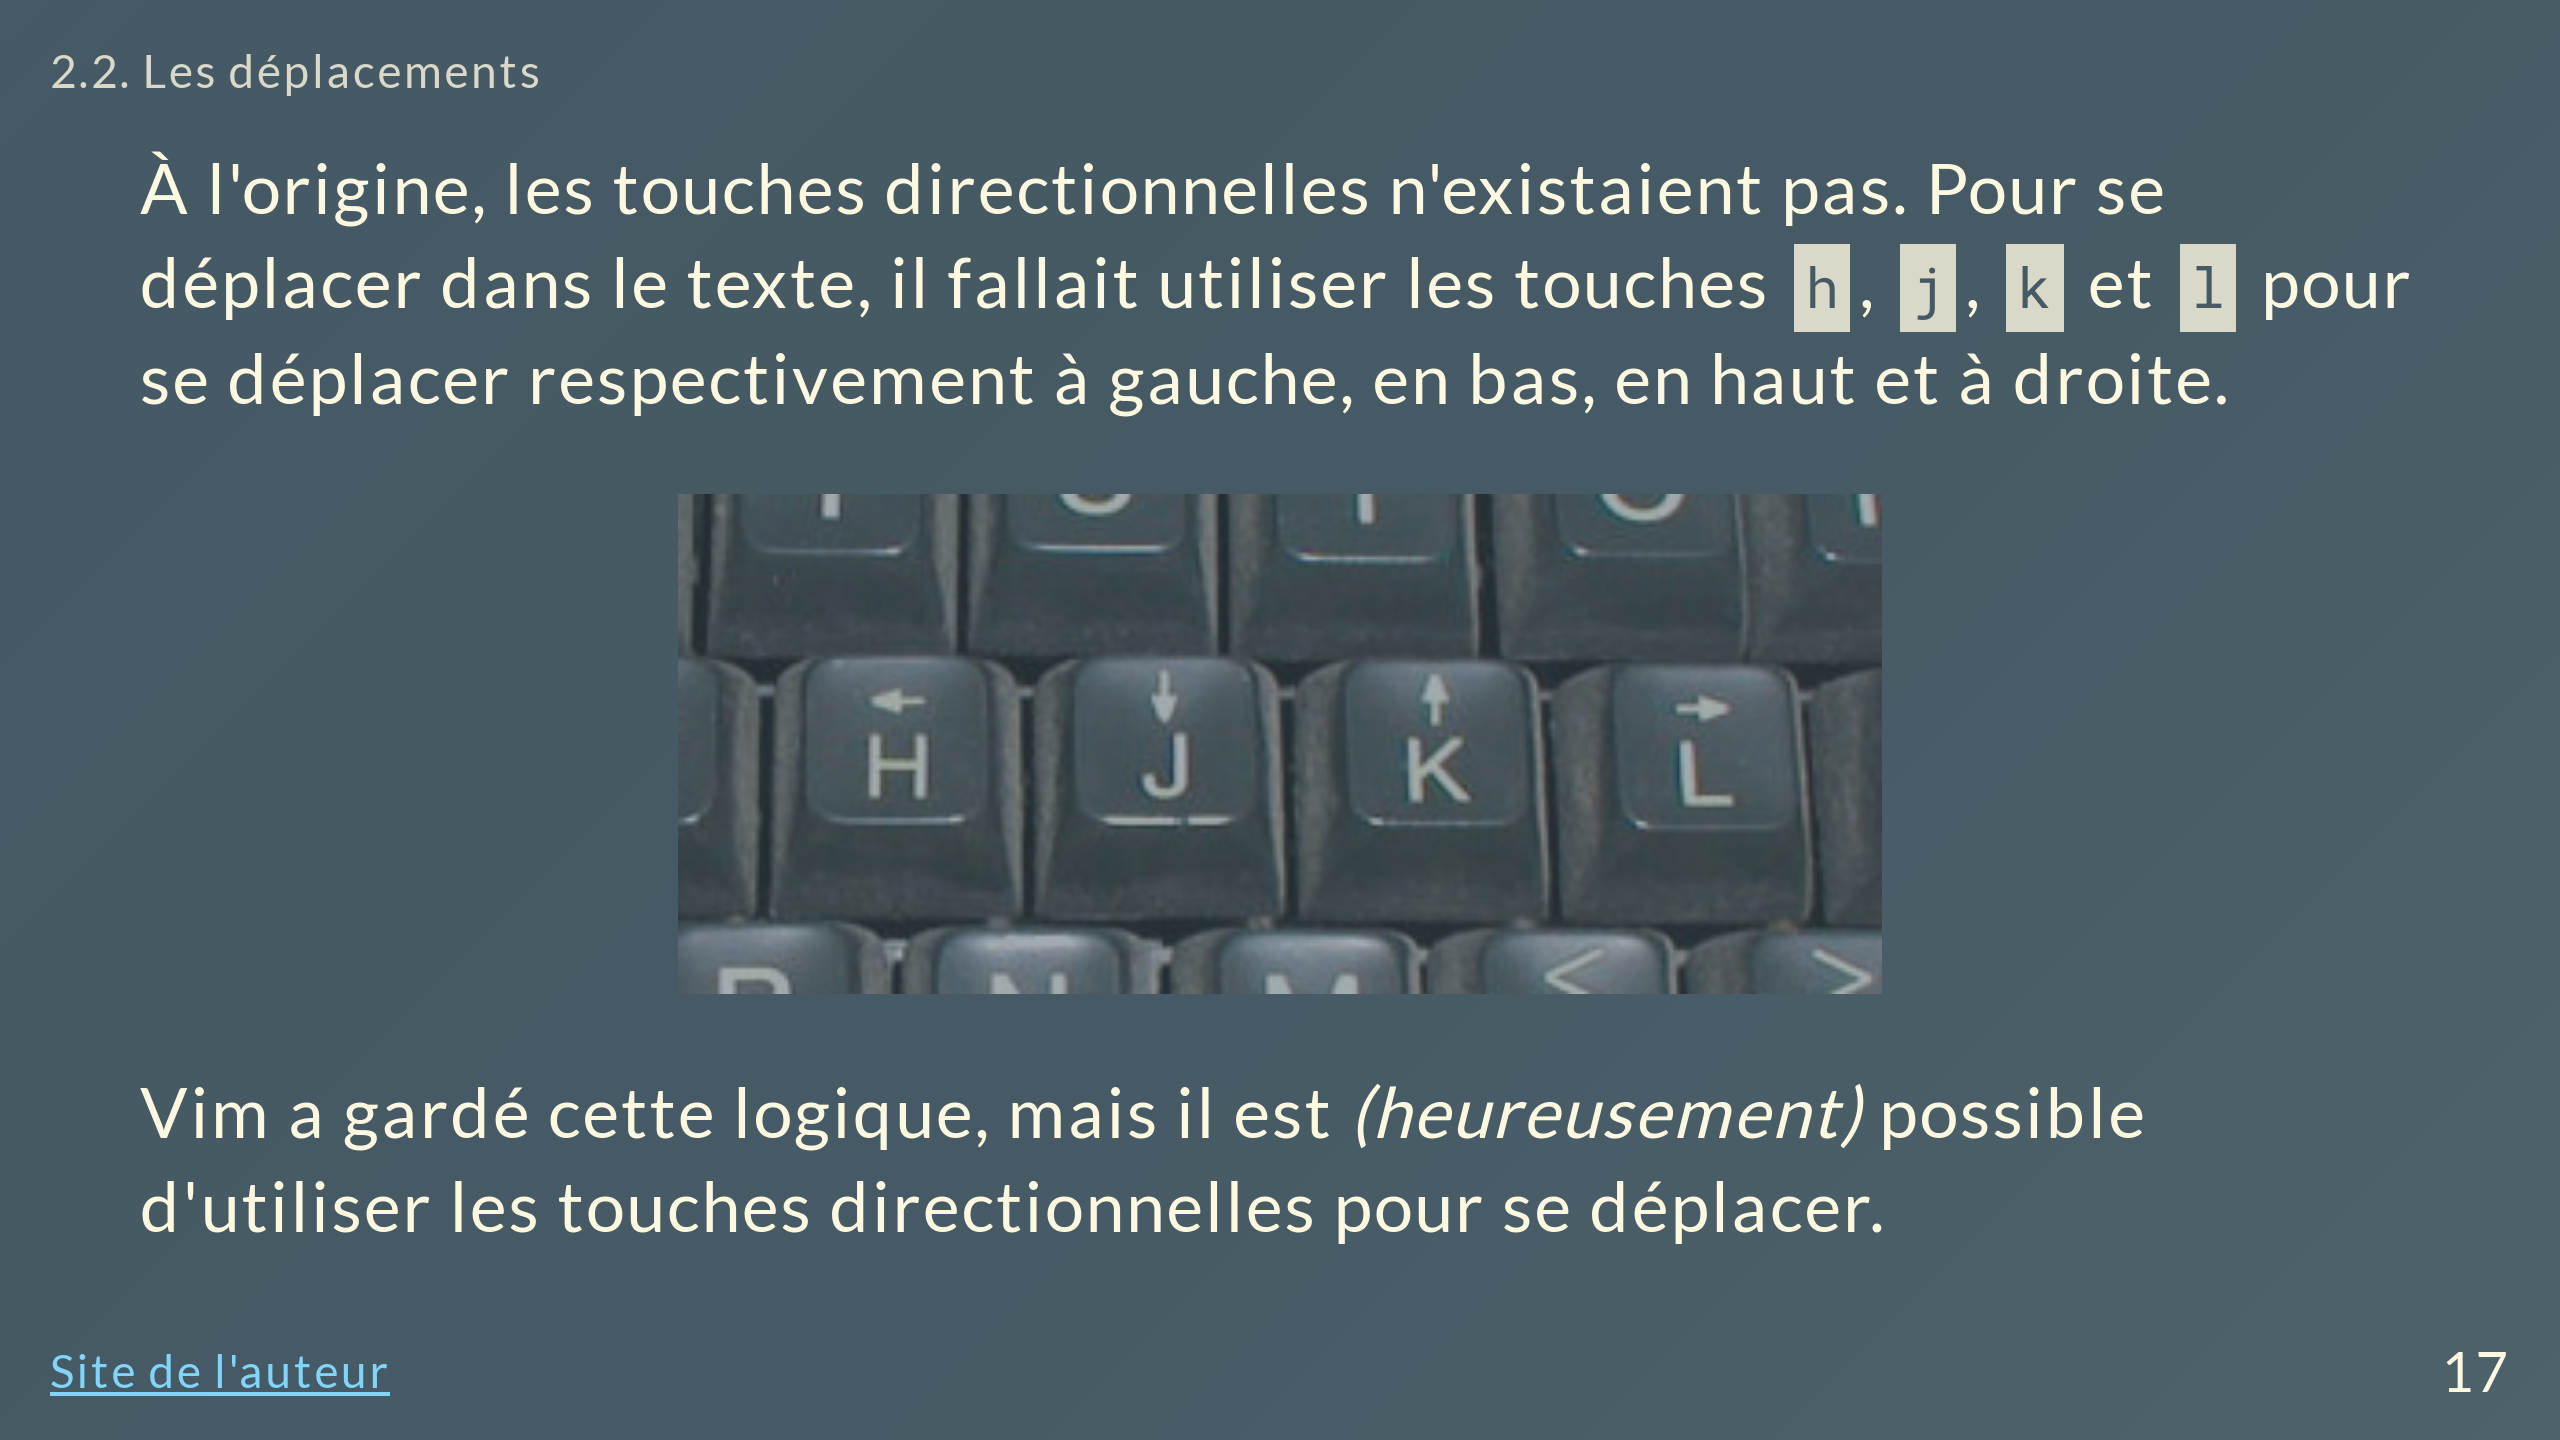 2.2. Les déplacements
À l'origine, les touches directionnelles n'existaient pas. Pour se
déplacer dans le texte, il fallait utiliser les touches h, j, k et l pour
se déplacer respectivement à gauche, en bas, en haut et à droite.
← ↓ ↑ →
H J K L
N M < >
Vim a gardé cette logique, mais il est (heureusement) possible
d'utiliser les touches directionnelles pour se déplacer.
Site de l'auteur
17